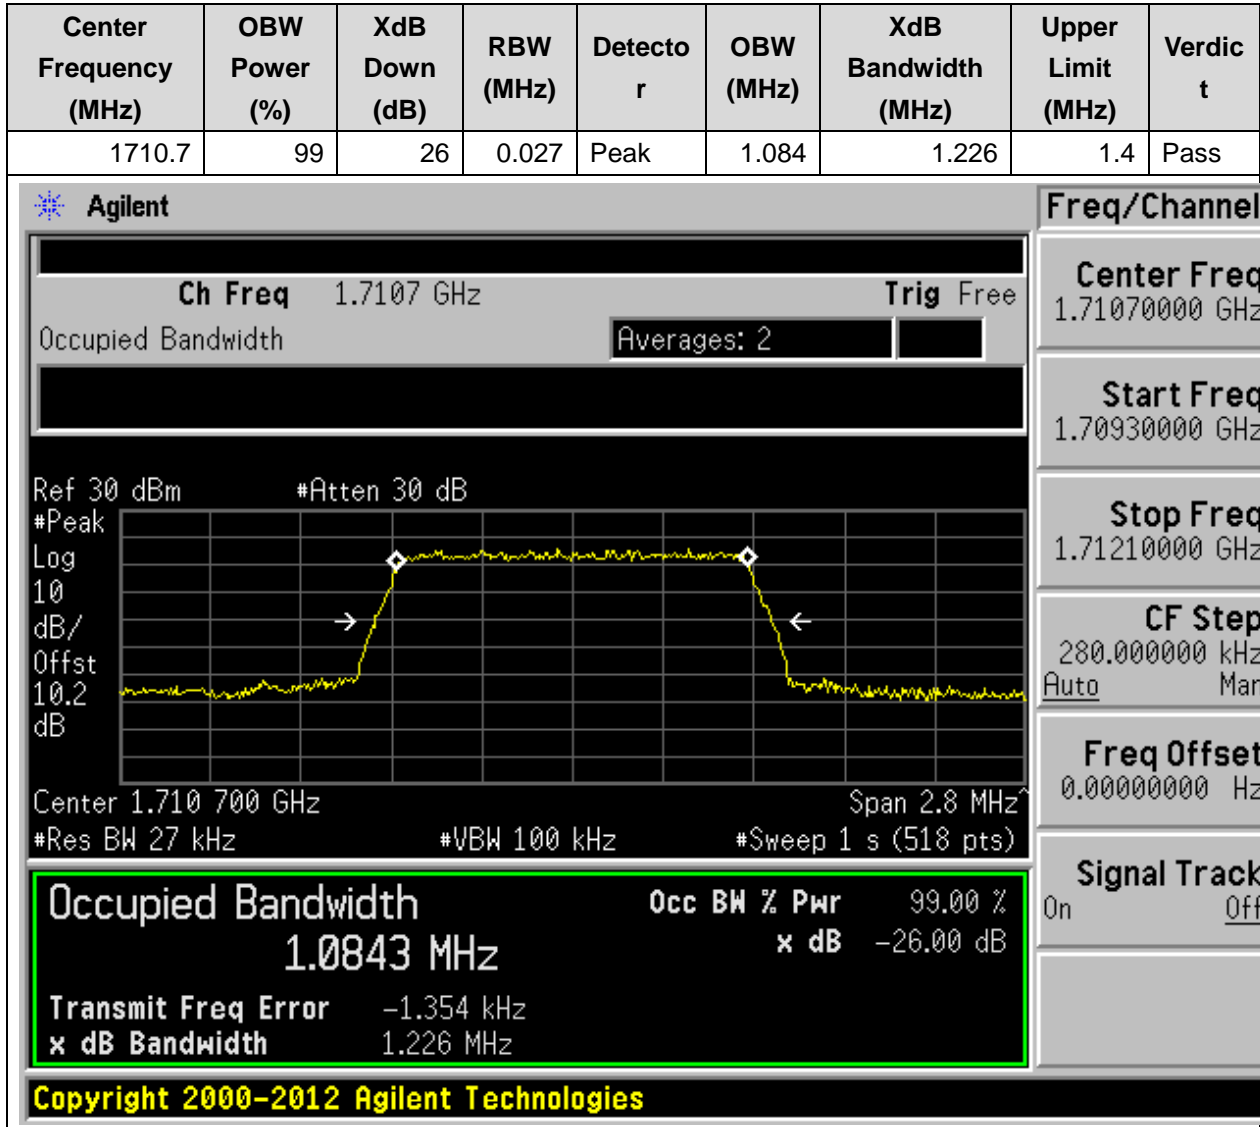 Center Frequency (MHz) OBW Power (%) XdB Down (dB) RBW (MHz) Detecto r OBW (MHz) XdB Bandwidth (MHz) Upper Limit (MHz) Verdic t
1710.7 99 26 0.027 Peak 1.084 1.226 1.4 Pass
Agilent
Freq/Channel
Ch Freq 1.7107 GHz Trig Free
Occupied Bandwidth Averages: 2
Center Freq
1.71070000 GHz
Start Freq
1.70930000 GHz
Stop Freq
1.71210000 GHz
CF Step
280.000000 kHz
Auto Man
Freq Offset
0.00000000 Hz
Signal Track
On Off
Ref 30 dBm #Atten 30 dB
#Peak
Log
10
dB/
Offst
10.2
dB
Center 1.710 700 GHz Span 2.8 MHz^
#Res BW 27 kHz #VBW 100 kHz #Sweep 1 s (518 pts)
Occupied Bandwidth Occ BW % Pwr 99.00 %
1.0843 MHz x dB -26.00 dB
Transmit Freq Error -1.354 kHz
x dB Bandwidth 1.226 MHz
Copyright 2000-2012 Agilent Technologies